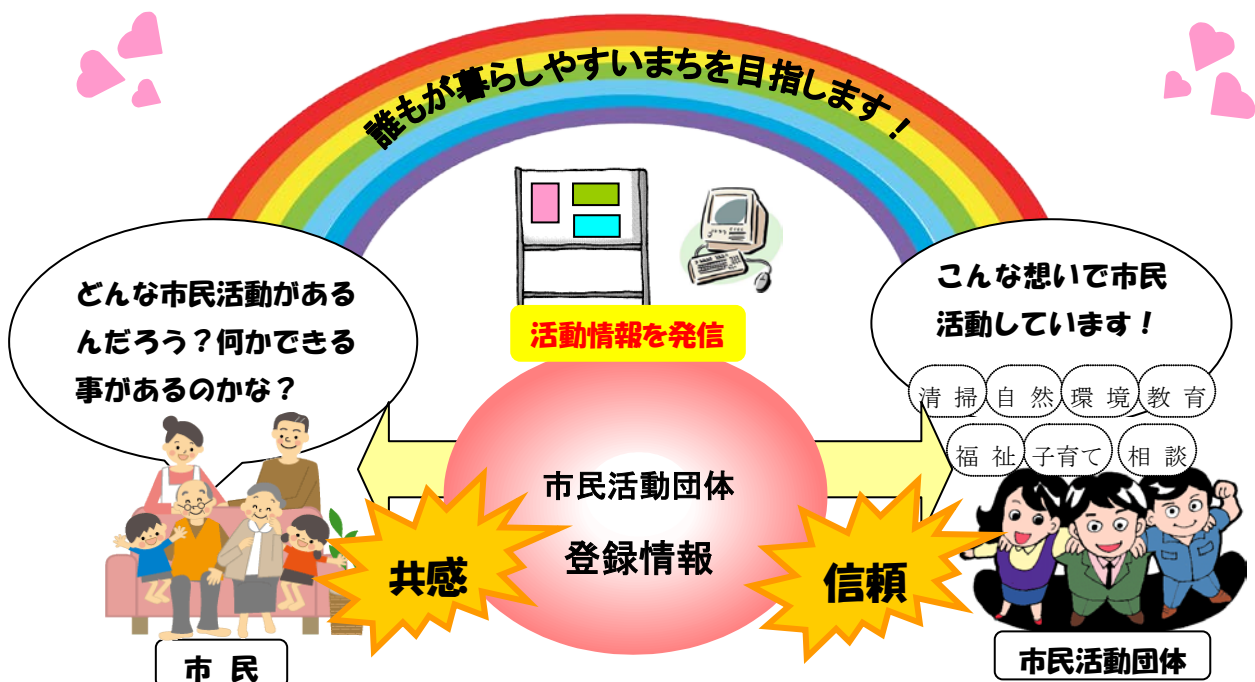 誰もが暮らしやすいまちを目指します！
どんな市民活動がある
んだろう？何かできる
事があるのかな？
活動情報を発信
こんな想いで市民
活動しています！
清 掃 自 然 環 境 教 育
福 祉 子育て 相 談
市民活動団体
登録情報
共感
信頼
市 民
市民活動団体